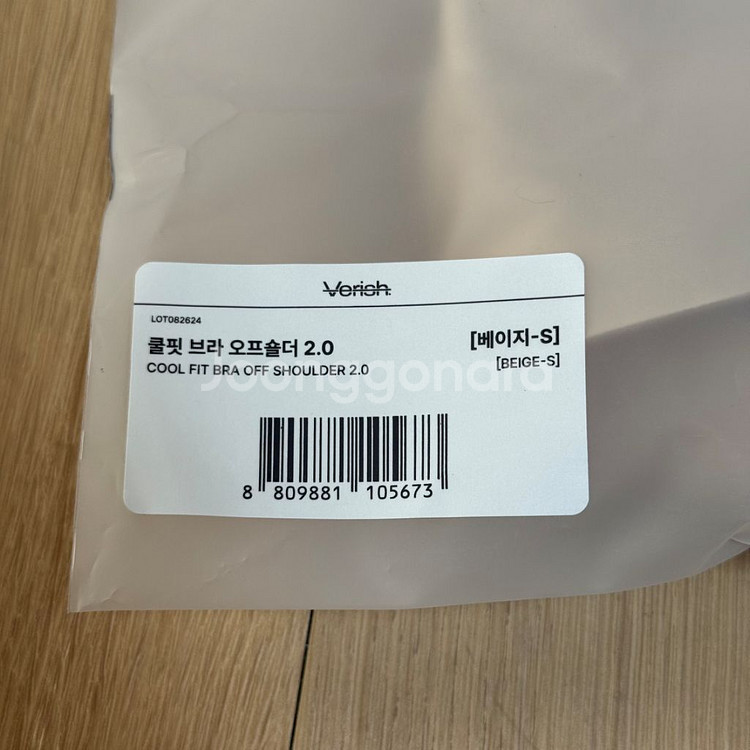 Verish.
LOT082624
쿨핏 브라 오프숄더 2.0
[베이지-S]
COOL FIT BRA OFF SHOULDER 2.0
[BEIGE-S]
Joonggonara
8 809881 105673